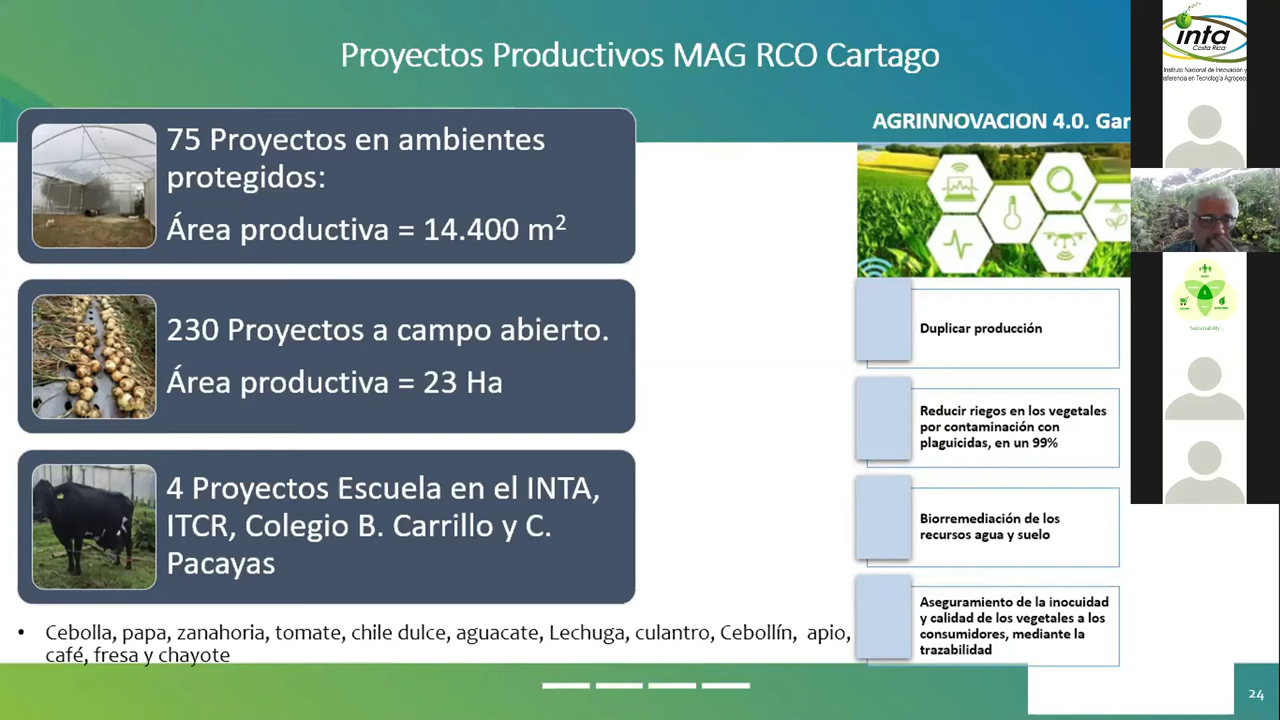 Proyectos Productivos MAG RCO Cartago
75 Proyectos en ambientes
protegidos:
Área productiva = 14.400 m²
230 Proyectos a campo abierto.
Área productiva = 23 Ha
4 Proyectos Escuela en el INTA,
ITCR, Colegio B. Carrillo y C.
Pacayas
• Cebolla, papa, zanahoria, tomate, chile dulce, aguacate, Lechuga, culantro, Cebollín, apio,
café, fresa y chayote
AGRINNOVACION 4.0. Gar
Duplicar producción
Reducir riegos en los vegetales
por contaminación con
plaguicidas, en un 99%
Biorremediación de los
recursos agua y suelo
Aseguramiento de la inocuidad
y calidad de los vegetales a los
consumidores, mediante la
trazabilidad
24
inta
Costa Rica
Instituto Nacional de Innovación y
sferencia en Tecnología Agropecu
Sustainability